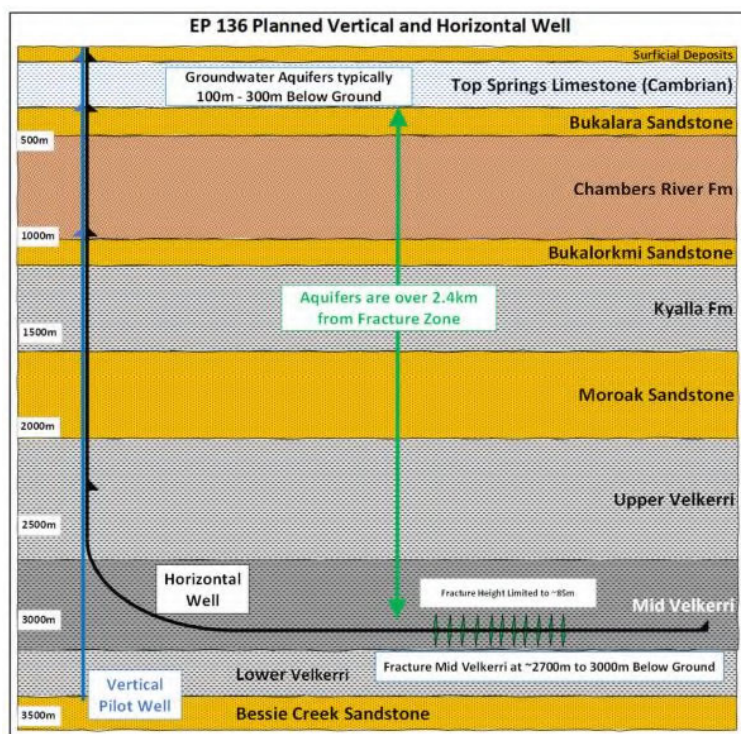 EP 136 Planned Vertical and Horizontal Well
Surficial Deposits
Groundwater Aquifers typically
100m - 300m Below Ground
Top Springs Limestone (Cambrian)
Bukalara Sandstone
500m
Chambers River Fm
1000m
Bukalorkmi Sandstone
Aquifers are over 2.4km
from Fracture Zone
Kyalla Fm
1500m
Moroak Sandstone
2000m
Upper Velkerri
2500m
Horizontal
Well
Fracture Height Limited to ~85m
Mid Velkerri
3000m
Fracture Mid Velkerri at ~2700m to 3000m Below Ground
Lower Velkerri
Vertical
Pilot Well
3500m
Bessie Creek Sandstone